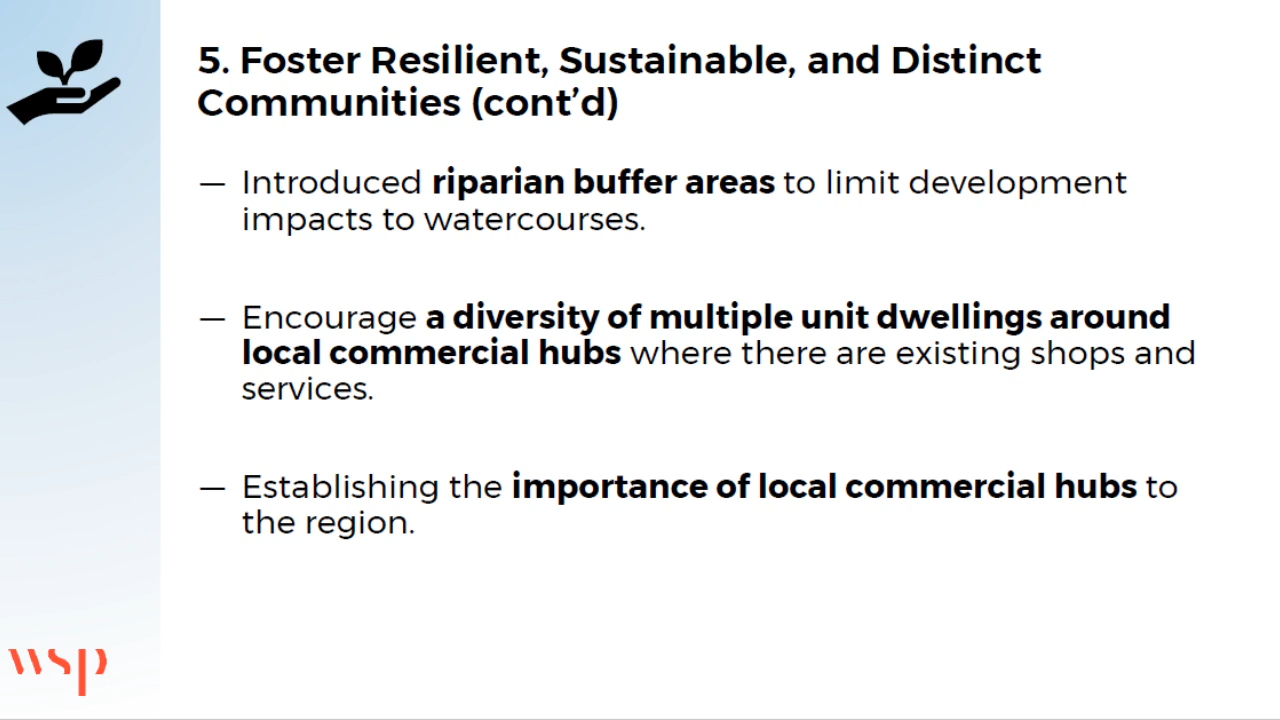 5. Foster Resilient, Sustainable, and Distinct
Communities (cont’d)
— Introduced riparian buffer areas to limit development
impacts to watercourses.
— Encourage a diversity of multiple unit dwellings around
local commercial hubs where there are existing shops and
services.
— Establishing the importance of local commercial hubs to
the region.
wsp